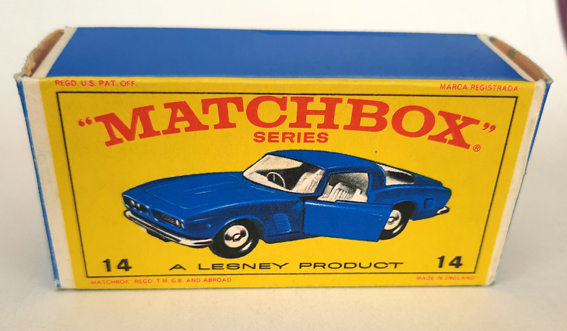 REGD. U.S. PAT. OFF.
MARCA REGISTRADA
"MATCHBOX"®
SERIES
14 A LESNEY PRODUCT 14
MATCHBOX REGD T.M. G.B. AND ABROAD
MADE IN ENGLAND